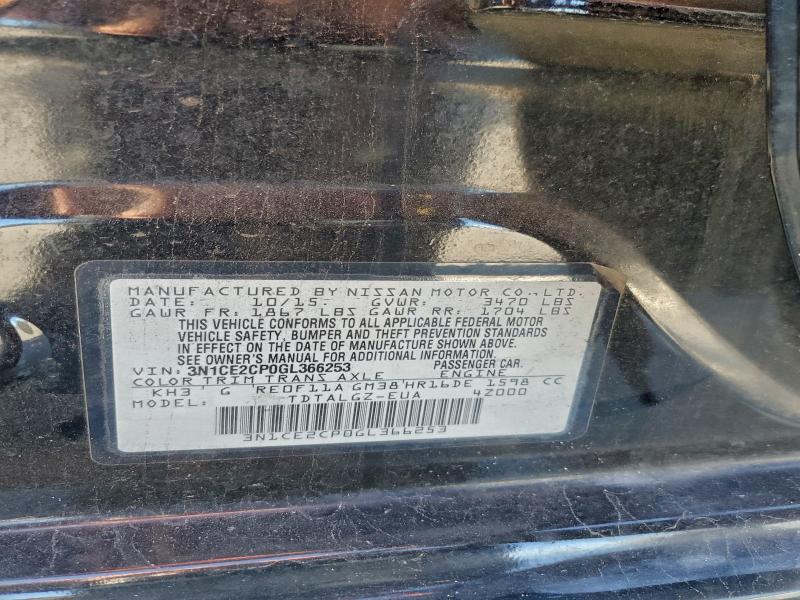 MANUFACTURED BY NISSAN MOTOR CO., LTD.
DATE: 10/15 GVWR: 3470 LBS
GAWR FR: 1867 LBS GAWR RR: 1704 LBS
THIS VEHICLE CONFORMS TO ALL APPLICABLE FEDERAL MOTOR
VEHICLE SAFETY, BUMPER AND THEFT PREVENTION STANDARDS
IN EFFECT ON THE DATE OF MANUFACTURE SHOWN ABOVE.
SEE OWNER'S MANUAL FOR ADDITIONAL INFORMATION.
VIN: 3N1CE2CP0GL366253 PASSENGER CAR.
COLOR TRIM TRANS AXLE ENGINE
KH3 G RE0F11A GM38 HR16DE 1598 CC
MODEL: TDTALGZ-EUA 4Z000
3N1CE2CP0GL366253